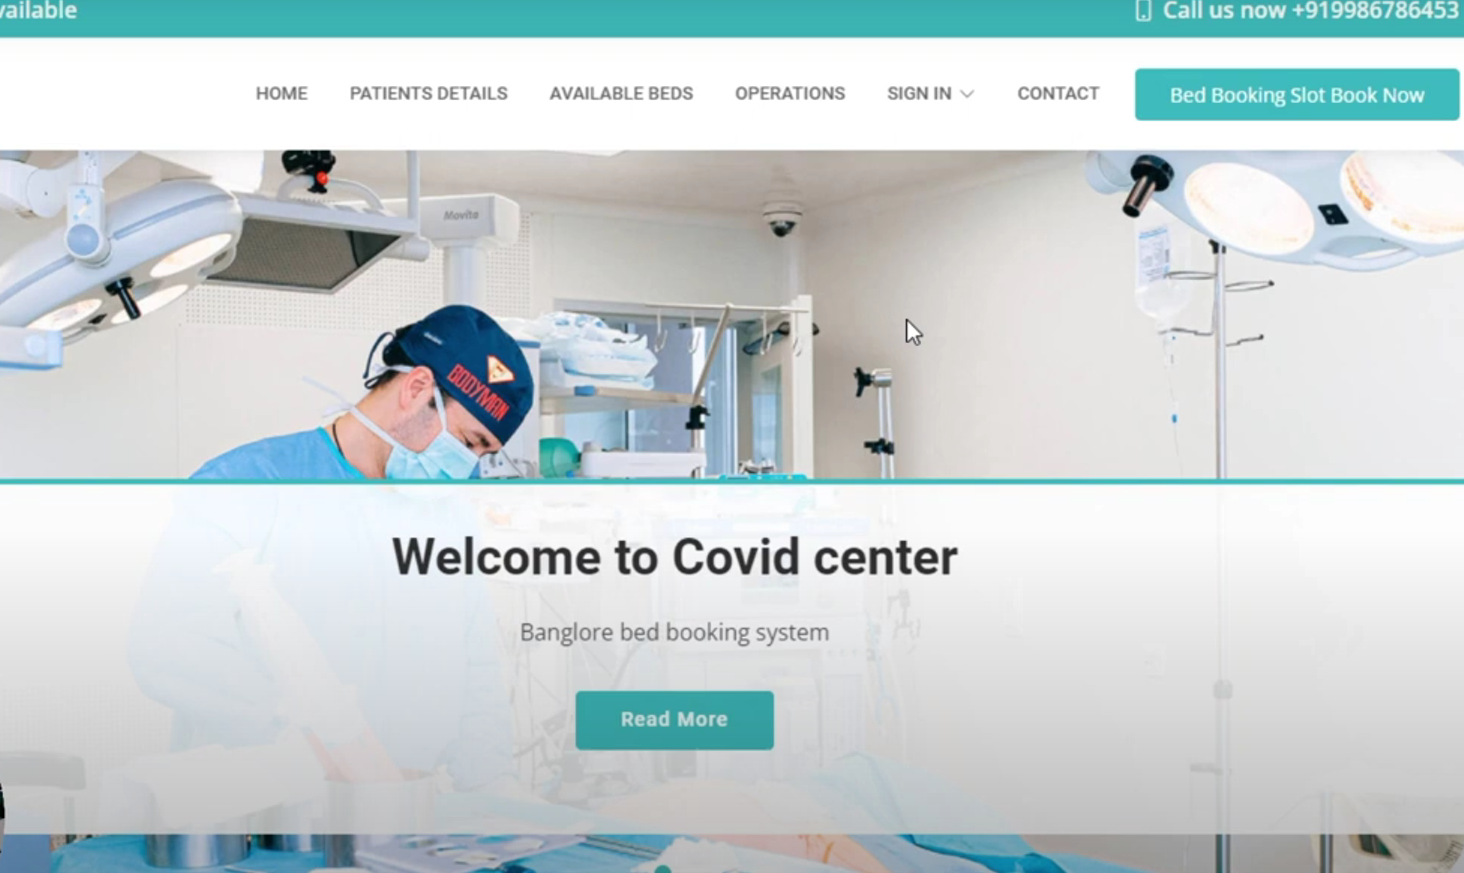 vailable
Call us now +919986786453
HOME PATIENTS DETAILS AVAILABLE BEDS OPERATIONS SIGN IN CONTACT Bed Booking Slot Book Now
Movita
BODYMAN
Welcome to Covid center
Banglore bed booking system
Read More